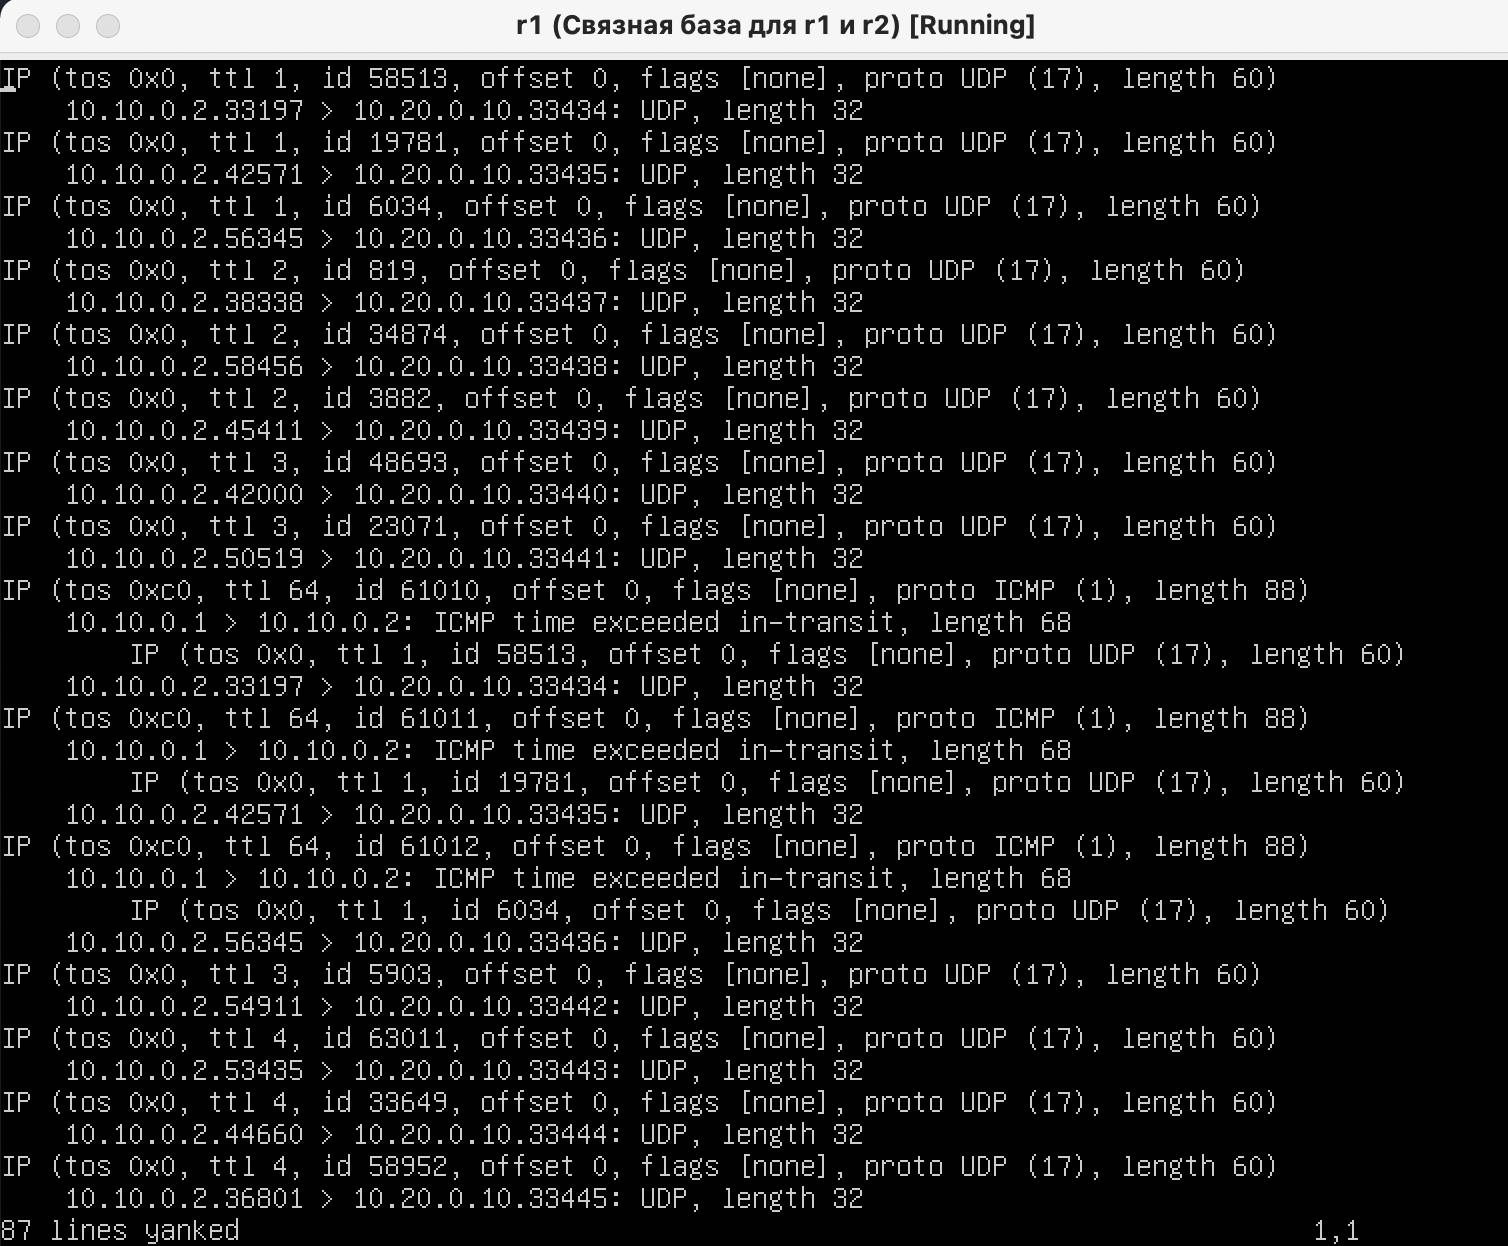 r1 (Связная база для r1 и r2) [Running]
IP (tos 0x0, ttl 1, id 58513, offset 0, flags [none], proto UDP (17), length 60)
10.10.0.2.33197 > 10.20.0.10.33434: UDP, length 32
IP (tos 0x0, ttl 1, id 19781, offset 0, flags [none], proto UDP (17), length 60)
10.10.0.2.42571 > 10.20.0.10.33435: UDP, length 32
IP (tos 0x0, ttl 1, id 6034, offset 0, flags [none], proto UDP (17), length 60)
10.10.0.2.56345 > 10.20.0.10.33436: UDP, length 32
IP (tos 0x0, ttl 2, id 819, offset 0, flags [none], proto UDP (17), length 60)
10.10.0.2.38338 > 10.20.0.10.33437: UDP, length 32
IP (tos 0x0, ttl 2, id 34874, offset 0, flags [none], proto UDP (17), length 60)
10.10.0.2.58456 > 10.20.0.10.33438: UDP, length 32
IP (tos 0x0, ttl 2, id 3882, offset 0, flags [none], proto UDP (17), length 60)
10.10.0.2.45411 > 10.20.0.10.33439: UDP, length 32
IP (tos 0x0, ttl 3, id 48693, offset 0, flags [none], proto UDP (17), length 60)
10.10.0.2.42000 > 10.20.0.10.33440: UDP, length 32
IP (tos 0x0, ttl 3, id 23071, offset 0, flags [none], proto UDP (17), length 60)
10.10.0.2.50519 > 10.20.0.10.33441: UDP, length 32
IP (tos 0xc0, ttl 64, id 61010, offset 0, flags [none], proto ICMP (1), length 88)
10.10.0.1 > 10.10.0.2: ICMP time exceeded in-transit, length 68
IP (tos 0x0, ttl 1, id 58513, offset 0, flags [none], proto UDP (17), length 60)
10.10.0.2.33197 > 10.20.0.10.33434: UDP, length 32
IP (tos 0xc0, ttl 64, id 61011, offset 0, flags [none], proto ICMP (1), length 88)
10.10.0.1 > 10.10.0.2: ICMP time exceeded in-transit, length 68
IP (tos 0x0, ttl 1, id 19781, offset 0, flags [none], proto UDP (17), length 60)
10.10.0.2.42571 > 10.20.0.10.33435: UDP, length 32
IP (tos 0xc0, ttl 64, id 61012, offset 0, flags [none], proto ICMP (1), length 88)
10.10.0.1 > 10.10.0.2: ICMP time exceeded in-transit, length 68
IP (tos 0x0, ttl 1, id 6034, offset 0, flags [none], proto UDP (17), length 60)
10.10.0.2.56345 > 10.20.0.10.33436: UDP, length 32
IP (tos 0x0, ttl 3, id 5903, offset 0, flags [none], proto UDP (17), length 60)
10.10.0.2.54911 > 10.20.0.10.33442: UDP, length 32
IP (tos 0x0, ttl 4, id 63011, offset 0, flags [none], proto UDP (17), length 60)
10.10.0.2.53435 > 10.20.0.10.33443: UDP, length 32
IP (tos 0x0, ttl 4, id 33649, offset 0, flags [none], proto UDP (17), length 60)
10.10.0.2.44660 > 10.20.0.10.33444: UDP, length 32
IP (tos 0x0, ttl 4, id 58952, offset 0, flags [none], proto UDP (17), length 60)
10.10.0.2.36801 > 10.20.0.10.33445: UDP, length 32
87 lines yanked 1,1